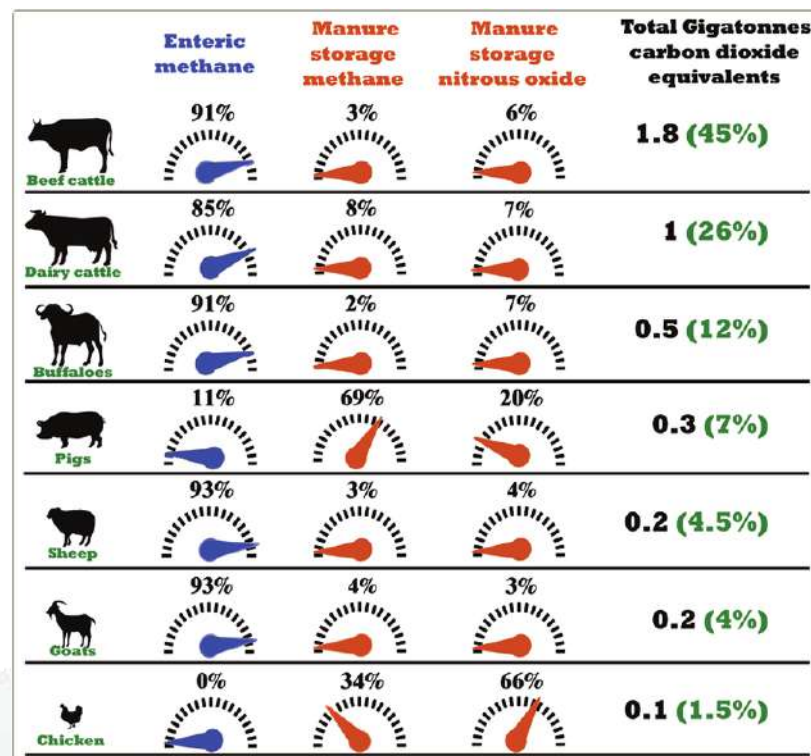 Enteric methane
Manure storage methane
Manure storage nitrous oxide
Total Gigatonnes carbon dioxide equivalents
91%
3%
6%
1.8 (45%)
Beef cattle
85%
8%
7%
1 (26%)
Dairy cattle
91%
2%
7%
0.5 (12%)
Buffaloes
11%
69%
20%
0.3 (7%)
Pigs
93%
3%
4%
0.2 (4.5%)
Sheep
93%
4%
3%
0.2 (4%)
Goats
0%
34%
66%
0.1 (1.5%)
Chicken